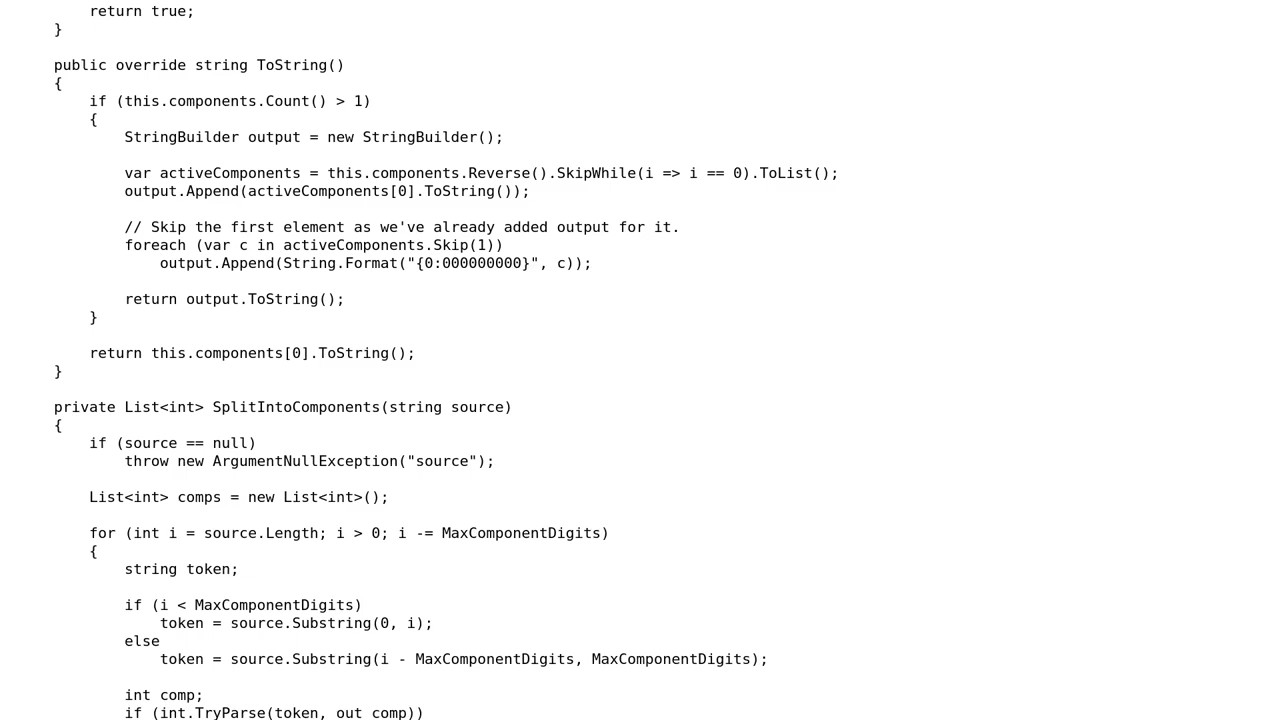 return true;
}
public override string ToString()
{
if (this.components.Count() > 1)
{
StringBuilder output = new StringBuilder();
var activeComponents = this.components.Reverse().SkipWhile(i => i == 0).ToList();
output.Append(activeComponents[0].ToString());
// Skip the first element as we've already added output for it.
foreach (var c in activeComponents.Skip(1))
output.Append(String.Format("{0:000000000}", c));
return output.ToString();
}
return this.components[0].ToString();
}
private List<int> SplitIntoComponents(string source)
{
if (source == null)
throw new ArgumentNullException("source");
List<int> comps = new List<int>();
for (int i = source.Length; i > 0; i -= MaxComponentDigits)
{
string token;
if (i < MaxComponentDigits)
token = source.Substring(0, i);
else
token = source.Substring(i - MaxComponentDigits, MaxComponentDigits);
int comp;
if (int.TryParse(token, out comp))